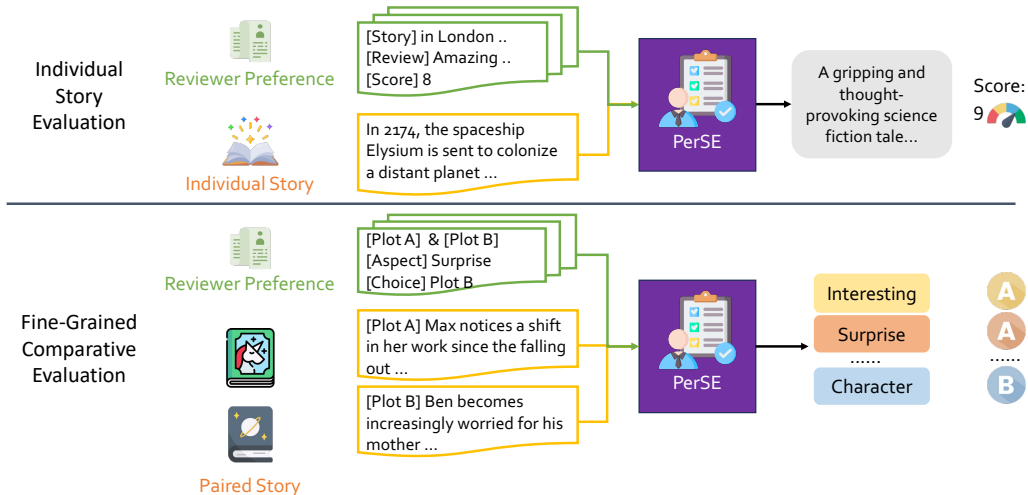 Individual
Story
Evaluation
Reviewer Preference
Individual Story
[Story] in London ..
[Review] Amazing ..
[Score] 8
In 2174, the spaceship
Elysium is sent to colonize
a distant planet ...
PerSE
A gripping and
thought-
provoking science
fiction tale...
Score:
9
Fine-Grained
Comparative
Evaluation
Reviewer Preference
Paired Story
[Plot A] & [Plot B]
[Aspect] Surprise
[Choice] Plot B
[Plot A] Max notices a shift
in her work since the falling
out ...
[Plot B] Ben becomes
increasingly worried for his
mother ...
PerSE
Interesting A
Surprise A
...... ......
Character B